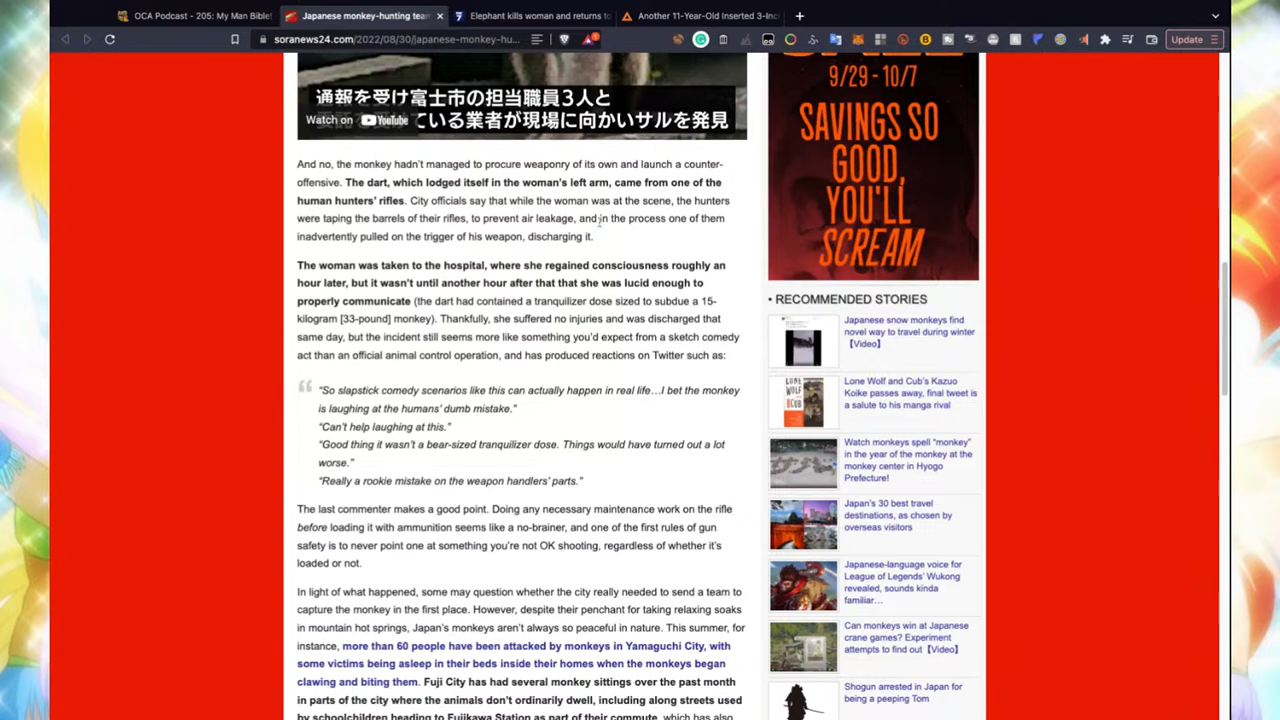 OCA Podcast - 205: My Man Bible!
Japanese monkey-hunting tean
Elephant kills woman and returns to
Another 11-Year-Old Inserted 3-Inc
soranews24.com/2022/08/30/japanese-monkey-hu...
Update
通報を受け富士市の担当職員３人と
ている業者が現場に向かいサルを発見
Watch on YouTube
And no, the monkey hadn't managed to procure weaponry of its own and launch a counter-
offensive. The dart, which lodged itself in the woman's left arm, came from one of the
human hunters' rifles. City officials say that while the woman was at the scene, the hunters
were taping the barrels of their rifles, to prevent air leakage, and in the process one of them
inadvertently pulled on the trigger of his weapon, discharging it.
The woman was taken to the hospital, where she regained consciousness roughly an
hour later, but it wasn't until another hour after that that she was lucid enough to
properly communicate (the dart had contained a tranquilizer dose sized to subdue a 15-
kilogram [33-pound] monkey). Thankfully, she suffered no injuries and was discharged that
same day, but the incident still seems more like something you'd expect from a sketch comedy
act than an official animal control operation, and has produced reactions on Twitter such as:
"So slapstick comedy scenarios like this can actually happen in real life…I bet the monkey
is laughing at the humans' dumb mistake."
"Can't help laughing at this."
"Good thing it wasn't a bear-sized tranquilizer dose. Things would have turned out a lot
worse."
"Really a rookie mistake on the weapon handlers' parts."
The last commenter makes a good point. Doing any necessary maintenance work on the rifle
before loading it with ammunition seems like a no-brainer, and one of the first rules of gun
safety is to never point one at something you're not OK shooting, regardless of whether it's
loaded or not.
In light of what happened, some may question whether the city really needed to send a team to
capture the monkey in the first place. However, despite their penchant for taking relaxing soaks
in mountain hot springs, Japan's monkeys aren't always so peaceful in nature. This summer, for
instance, more than 60 people have been attacked by monkeys in Yamaguchi City, with
some victims being asleep in their beds inside their homes when the monkeys began
clawing and biting them. Fuji City has had several monkey sittings over the past month
in parts of the city where the animals don't ordinarily dwell, including along streets used
by schoolchildren heading to Fujikawa Station as part of their commute, which has also
9/29 - 10/7
SAVINGS SO
GOOD,
YOU'LL
SCREAM
• RECOMMENDED STORIES
Japanese snow monkeys find
novel way to travel during winter
【Video】
Lone Wolf and Cub's Kazuo
Koike passes away, final tweet is
a salute to his manga rival
Watch monkeys spell "monkey"
in the year of the monkey at the
monkey center in Hyogo
Prefecture!
Japan's 30 best travel
destinations, as chosen by
overseas visitors
Japanese-language voice for
League of Legends' Wukong
revealed, sounds kinda
familiar…
Can monkeys win at Japanese
crane games? Experiment
attempts to find out【Video】
Shogun arrested in Japan for
being a peeping Tom